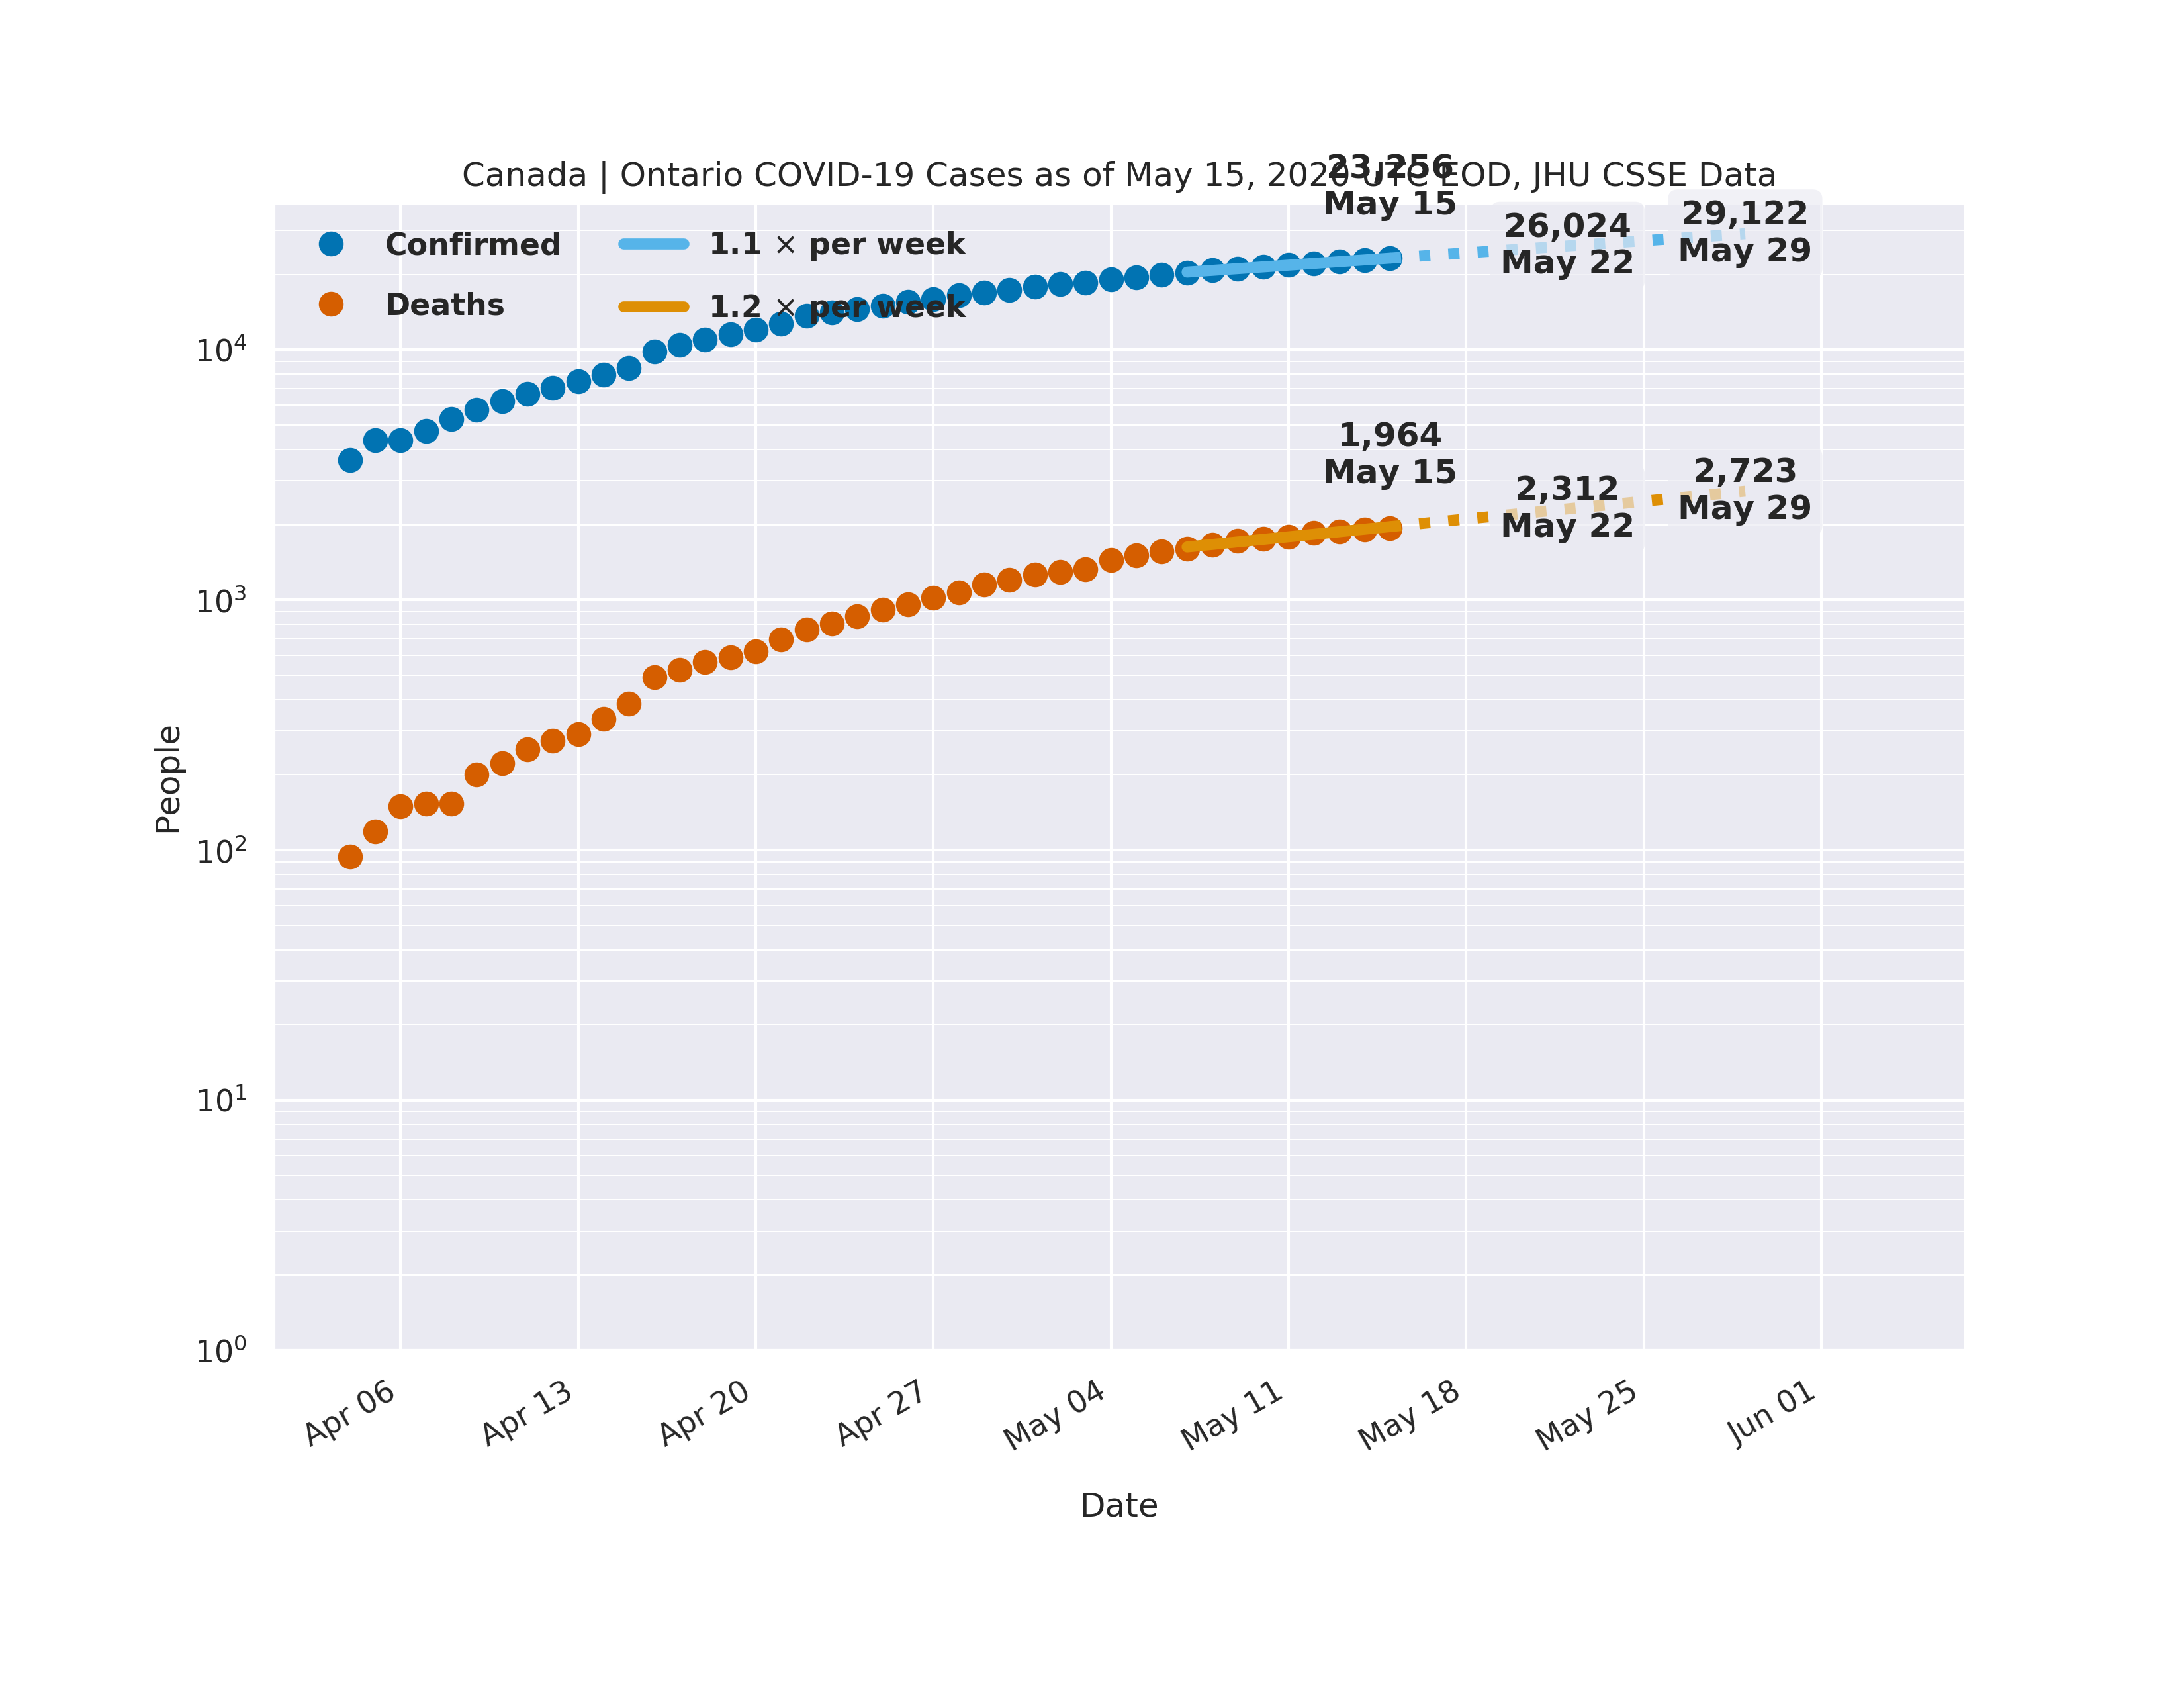 Canada | Ontario COVID-19 Cases as of May 15, 2020 UTC EOD, JHU CSSE Data
23,256
May 15
26,024
May 22
29,122
May 29
Confirmed
Deaths
1.1 × per week
1.2 × per week
1,964
May 15
2,312
May 22
2,723
May 29
People
10⁴
10³
10²
10¹
10⁰
Apr 06
Apr 13
Apr 20
Apr 27
May 04
May 11
May 18
May 25
Jun 01
Date